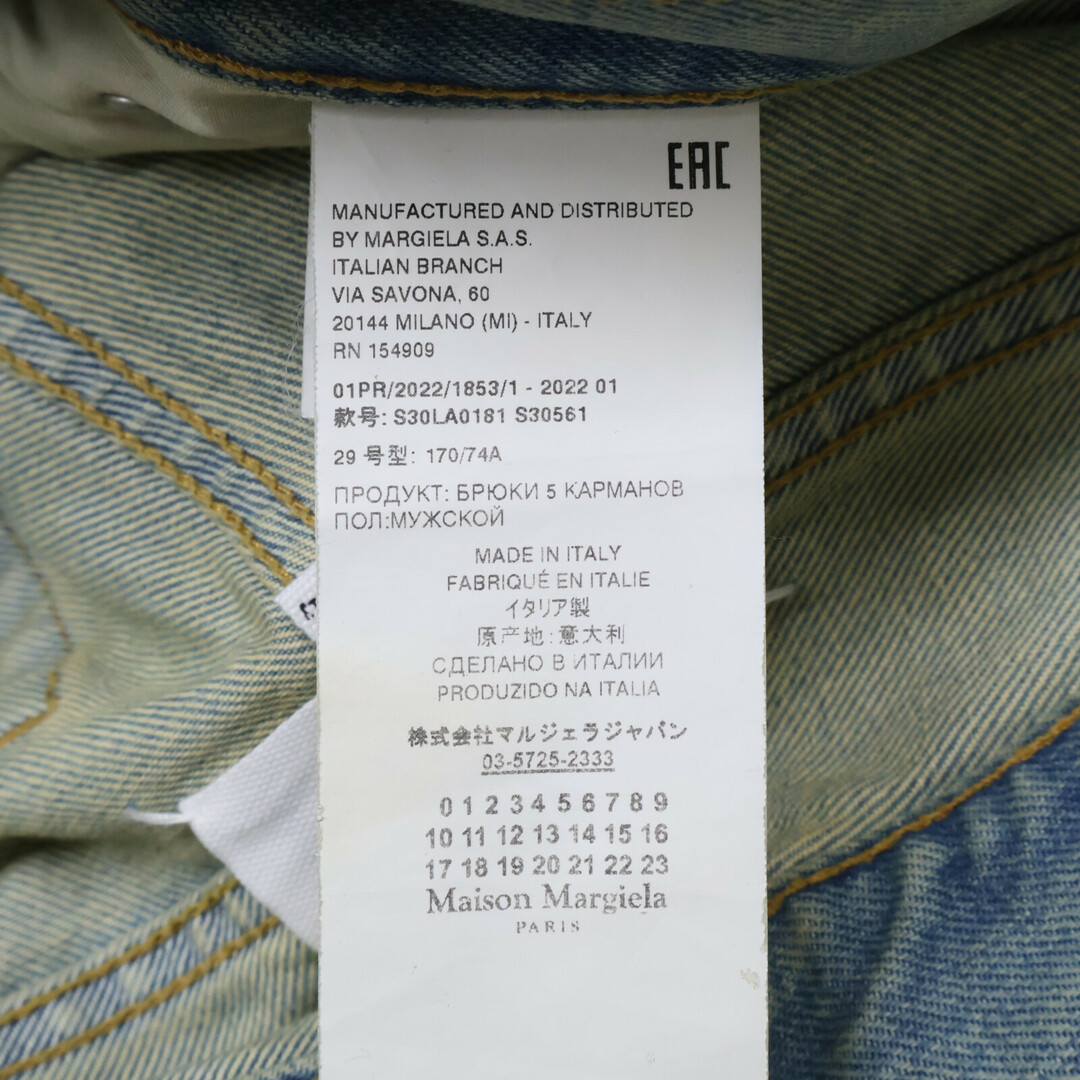 EAC
MANUFACTURED AND DISTRIBUTED
BY MARGIELA S.A.S.
ITALIAN BRANCH
VIA SAVONA, 60
20144 MILANO (MI) - ITALY
RN 154909
01PR/2022/1853/1 - 2022 01
款号: S30LA0181 S30561
29 号型: 170/74A
ПРОДУКТ: БРЮКИ 5 КАРМАНОВ
ПОЛ:МУЖСКОЙ
MADE IN ITALY
FABRIQUÉ EN ITALIE
イタリア製
原产地: 意大利
СДЕЛАНО В ИТАЛИИ
PRODUZIDO NA ITALIA
株式会社マルジェラジャパン
03-5725-2333
0 1 2 3 4 5 6 7 8 9
10 11 12 13 14 15 16
17 18 19 20 21 22 23
Maison Margiela
PARIS